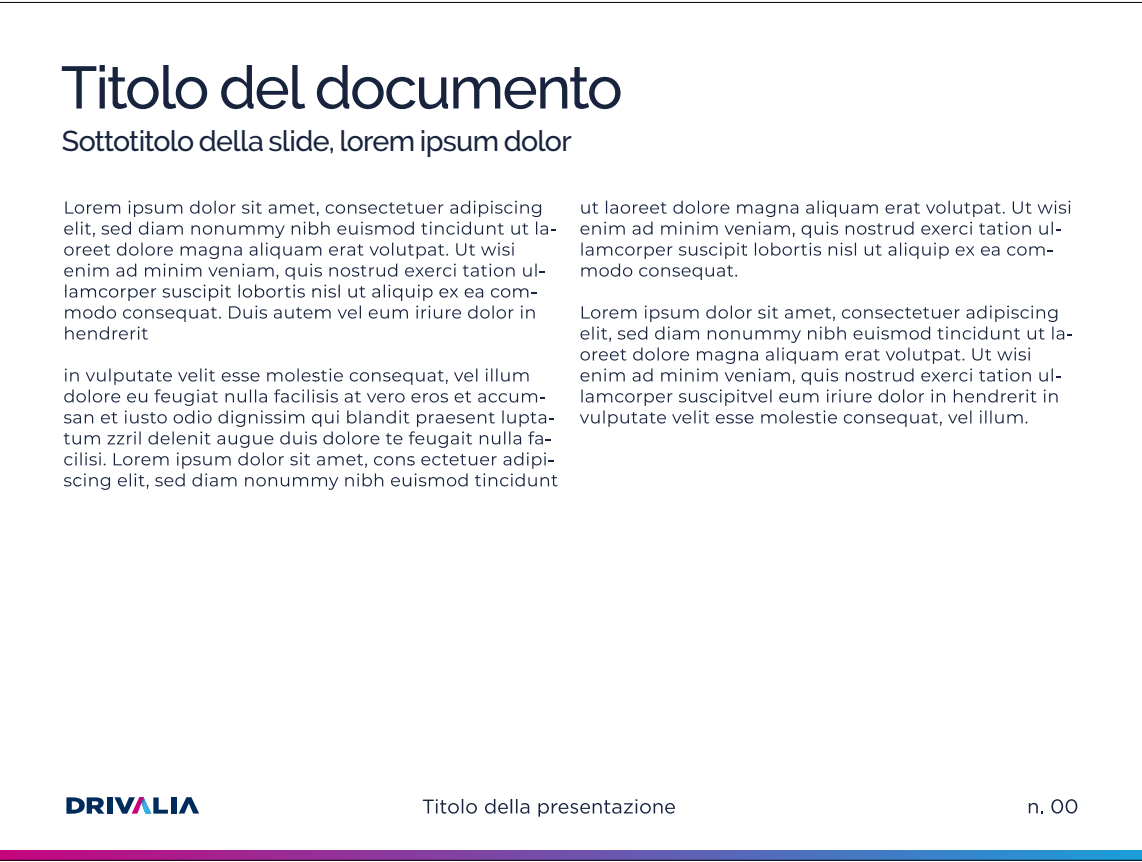 Titolo del documento
Sottotitolo della slide, lorem ipsum dolor
Lorem ipsum dolor sit amet, consectetuer adipiscing
elit, sed diam nonummy nibh euismod tincidunt ut la-
oreet dolore magna aliquam erat volutpat. Ut wisi
enim ad minim veniam, quis nostrud exerci tation ul-
lamcorper suscipit lobortis nisl ut aliquip ex ea com-
modo consequat. Duis autem vel eum iriure dolor in
hendrerit
in vulputate velit esse molestie consequat, vel illum
dolore eu feugiat nulla facilisis at vero eros et accum-
san et iusto odio dignissim qui blandit praesent lupta-
tum zzril delenit augue duis dolore te feugait nulla fa-
cilisi. Lorem ipsum dolor sit amet, cons ectetuer adipi-
scing elit, sed diam nonummy nibh euismod tincidunt
ut laoreet dolore magna aliquam erat volutpat. Ut wisi
enim ad minim veniam, quis nostrud exerci tation ul-
lamcorper suscipit lobortis nisl ut aliquip ex ea com-
modo consequat.
Lorem ipsum dolor sit amet, consectetuer adipiscing
elit, sed diam nonummy nibh euismod tincidunt ut la-
oreet dolore magna aliquam erat volutpat. Ut wisi
enim ad minim veniam, quis nostrud exerci tation ul-
lamcorper suscipitvel eum iriure dolor in hendrerit in
vulputate velit esse molestie consequat, vel illum.
DRIVALIA
Titolo della presentazione
n. 00